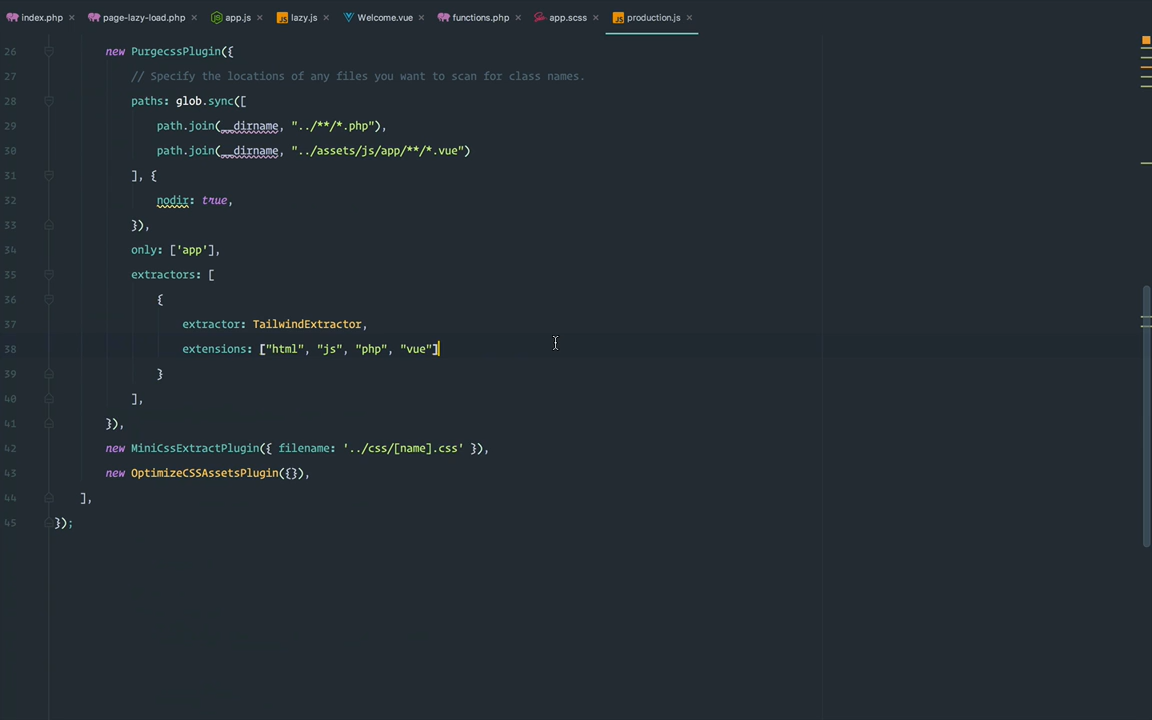 index.php × page-lazy-load.php × app.js × lazy.js × Welcome.vue × functions.php × app.scss × production.js ×
26 new PurgecssPlugin({
27 // Specify the locations of any files you want to scan for class names.
28 paths: glob.sync([
29 path.join(__dirname, "../**/*.php"),
30 path.join(__dirname, "../assets/js/app/**/*.vue")
31 ], {
32 nodir: true,
33 }),
34 only: ['app'],
35 extractors: [
36 {
37 extractor: TailwindExtractor,
38 extensions: ["html", "js", "php", "vue"]
39 }
40 ],
41 }),
42 new MiniCssExtractPlugin({ filename: '../css/[name].css' }),
43 new OptimizeCSSAssetsPlugin({}),
44 ],
45 });